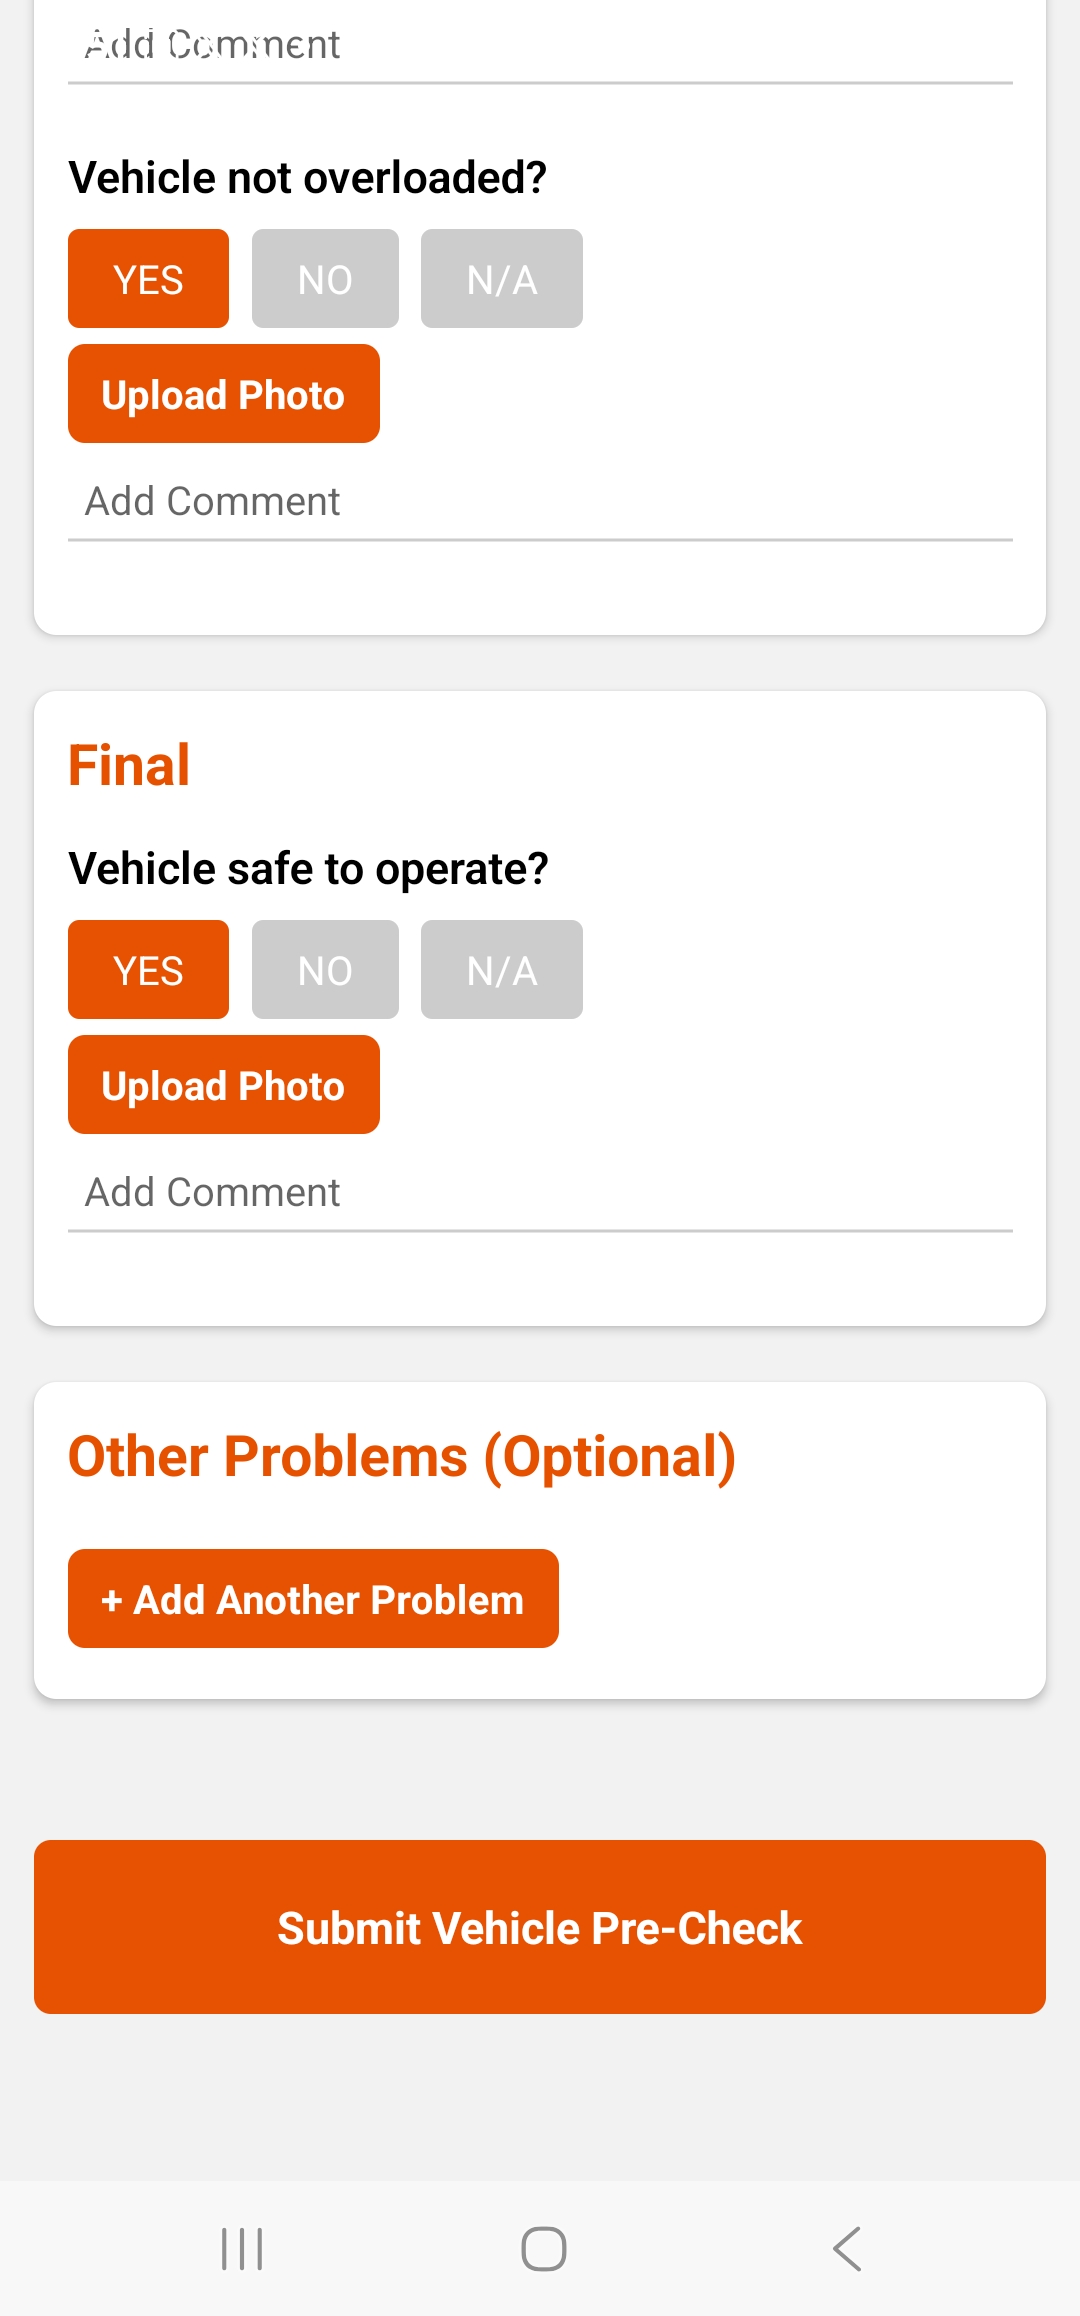 Add Comment
Vehicle not overloaded?
YES NO N/A
Upload Photo
Add Comment
Final
Vehicle safe to operate?
YES NO N/A
Upload Photo
Add Comment
Other Problems (Optional)
+ Add Another Problem
Submit Vehicle Pre-Check